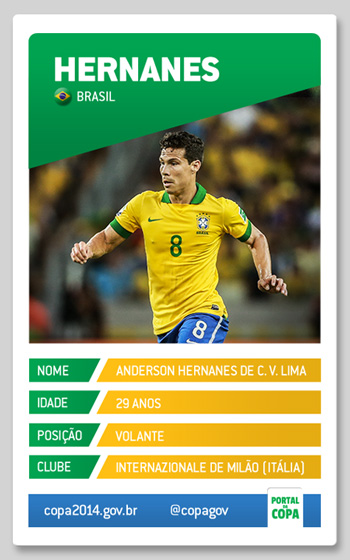 HERNANES
BRASIL
8
BRASIL
8
NOME ANDERSON HERNANES DE C. V. LIMA
IDADE 29 ANOS
POSIÇÃO VOLANTE
CLUBE INTERNAZIONALE DE MILÃO (ITÁLIA)
copa2014.gov.br @copagov
PORTAL
DA
COPA